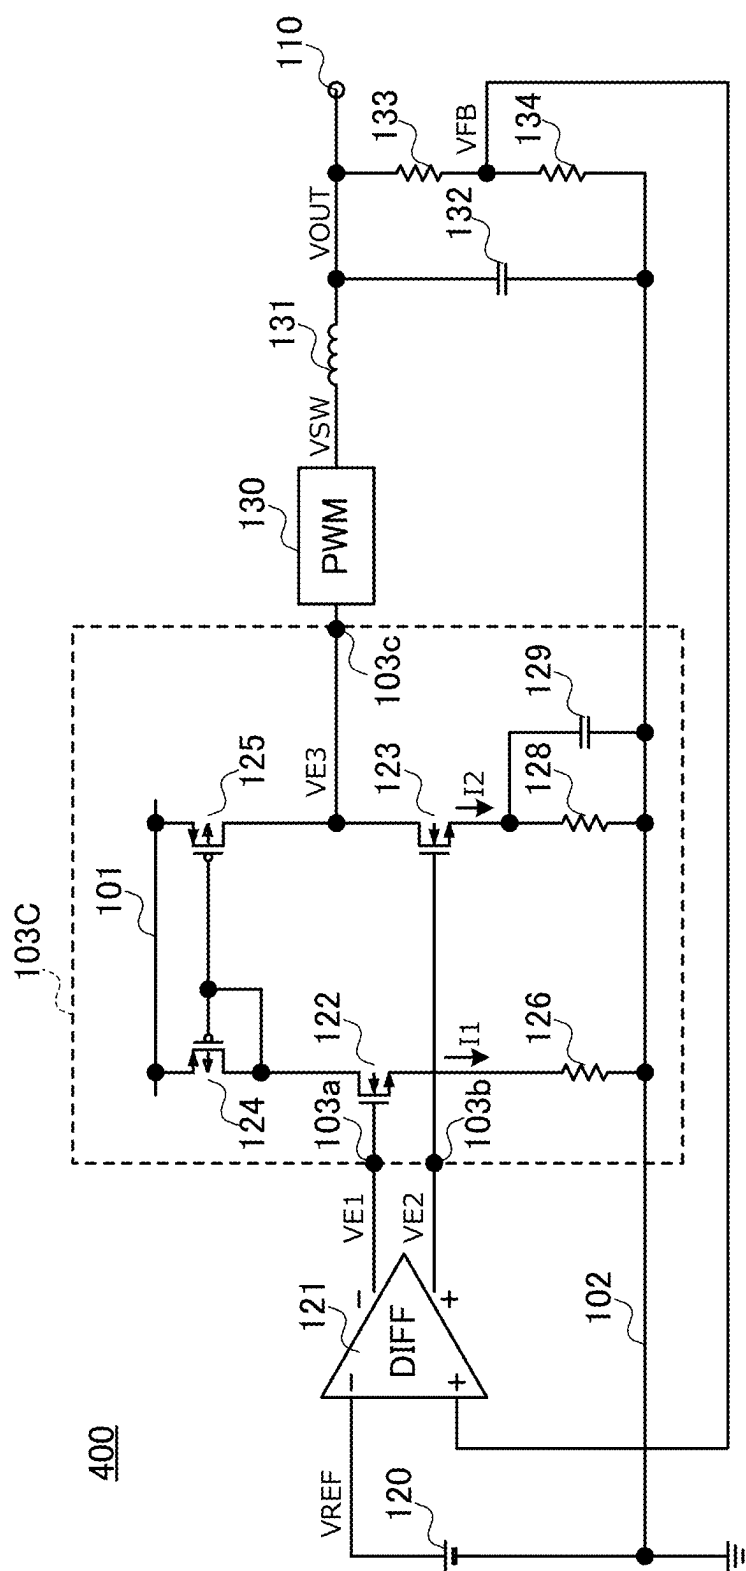 400
103C
101
124
125
122
123
103a
103b
103c
VE1
VE2
VE3
I1
I2
126
128
129
121
DIFF
−
+
−
+
VREF
120
102
130
PWM
VSW
131
VOUT
110
132
133
VFB
134